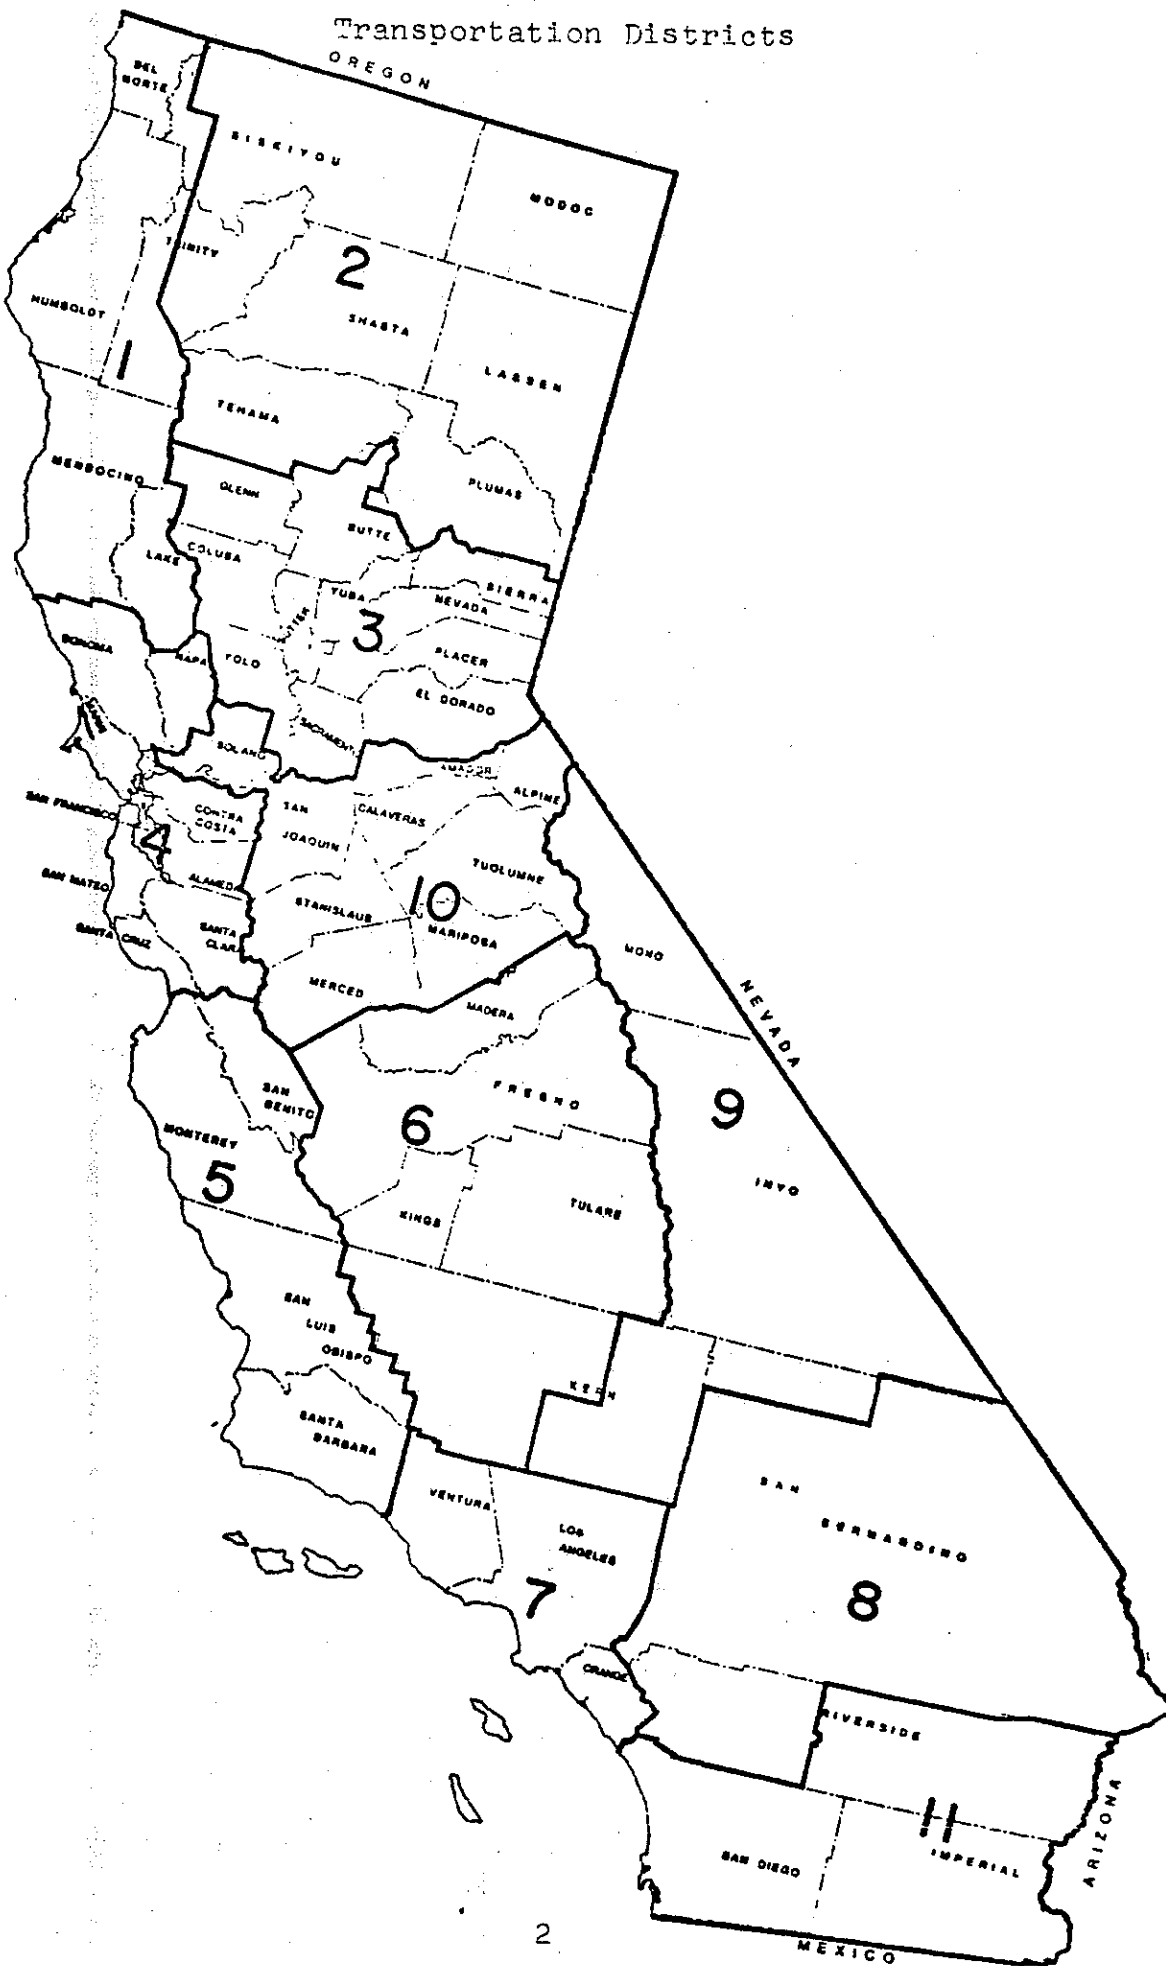 Transportation Districts
OREGON
DEL
NORTE
SISKIYOU
MODOC
TRINITY
2
HUMBOLDT
SHASTA
1
LASSEN
TEHAMA
MENDOCINO
GLENN
PLUMAS
BUTTE
LAKE
COLUSA
SIERRA
YUBA
NEVADA
SUTTER
3
SONOMA
NAPA
YOLO
PLACER
EL DORADO
MARIN
SACRAMENTO
SOLANO
AMADOR
ALPINE
SAN FRANCISCO
CONTRA
COSTA
SAN
JOAQUIN
CALAVERAS
4
TUOLUMNE
SAN MATEO
ALAMEDA
STANISLAUS
10
SANTA CRUZ
SANTA
CLARA
MARIPOSA
MONO
MERCED
MADERA
NEVADA
SAN
BENITO
FRESNO
9
6
MONTEREY
5
INYO
KINGS
TULARE
SAN
LUIS
OBISPO
KERN
SANTA
BARBARA
VENTURA
SAN
BERNARDINO
LOS
ANGELES
7
8
ORANGE
RIVERSIDE
11
ARIZONA
SAN DIEGO
IMPERIAL
2
MEXICO